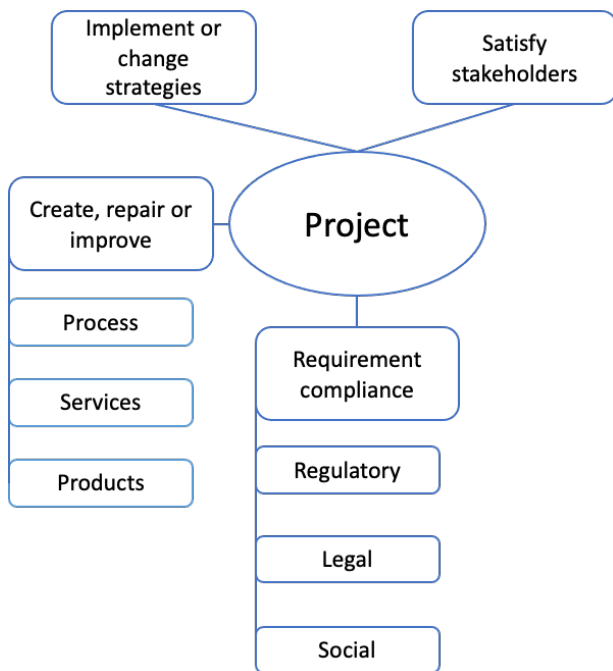 Implement or
change
strategies
Satisfy
stakeholders
Project
Create, repair or
improve
Process
Services
Products
Requirement
compliance
Regulatory
Legal
Social